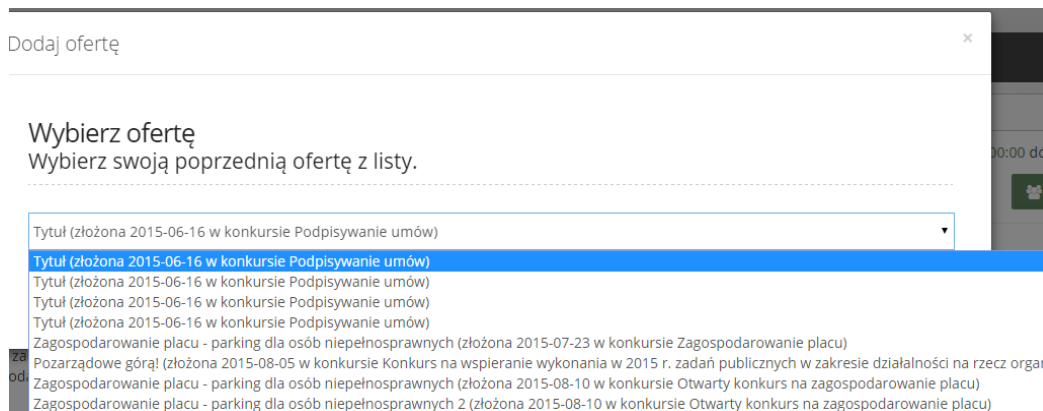 Dodaj ofertę
×
Wybierz ofertę
Wybierz swoją poprzednią ofertę z listy.
00:00 do
Tytuł (złożona 2015-06-16 w konkursie Podpisywanie umów)
Tytuł (złożona 2015-06-16 w konkursie Podpisywanie umów)
Tytuł (złożona 2015-06-16 w konkursie Podpisywanie umów)
Tytuł (złożona 2015-06-16 w konkursie Podpisywanie umów)
Tytuł (złożona 2015-06-16 w konkursie Podpisywanie umów)
Zagospodarowanie placu - parking dla osób niepełnosprawnych (złożona 2015-07-23 w konkursie Zagospodarowanie placu)
Pozarządowe górą! (złożona 2015-08-05 w konkursie Konkurs na wspieranie wykonania w 2015 r. zadań publicznych w zakresie działalności na rzecz organ
Zagospodarowanie placu - parking dla osób niepełnosprawnych (złożona 2015-08-10 w konkursie Otwarty konkurs na zagospodarowanie placu)
Zagospodarowanie placu - parking dla osób niepełnosprawnych 2 (złożona 2015-08-10 w konkursie Otwarty konkurs na zagospodarowanie placu)